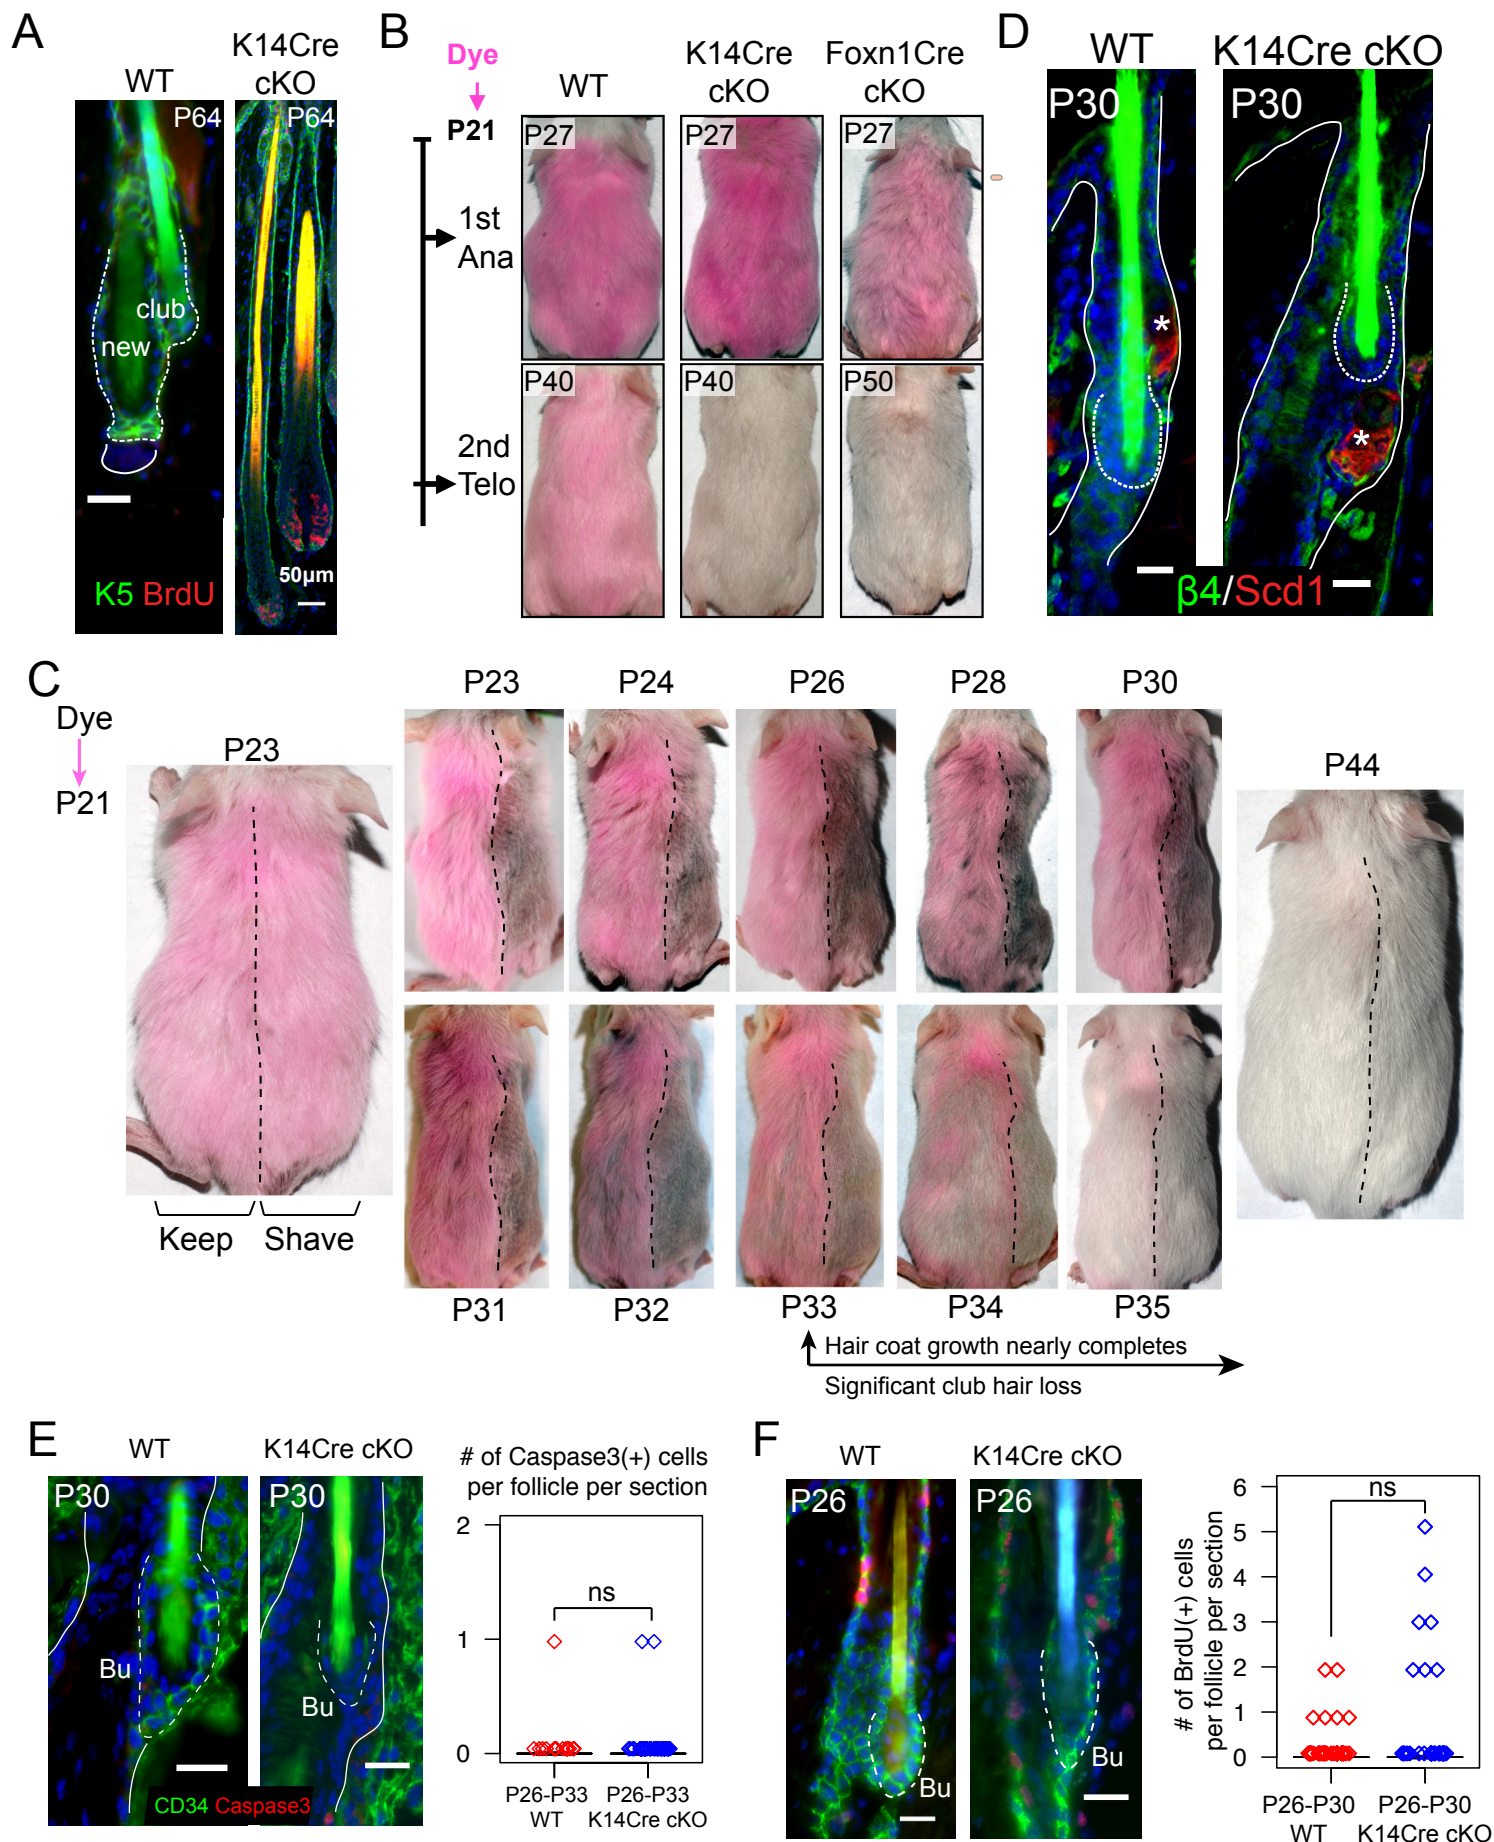 A
WT
K14Cre
cKO
P64
P64
club
new
K5 BrdU
50μm
B
Dye
P21
WT
K14Cre
cKO
Foxn1Cre
cKO
P27
P27
P27
1st
Ana
P40
P40
P50
2nd
Telo
D
WT
K14Cre cKO
P30
P30
*
*
β4/Scd1
C
Dye
P21
P23
P23
P24
P26
P28
P30
P44
Keep
Shave
P31
P32
P33
P34
P35
Hair coat growth nearly completes
Significant club hair loss
E
WT
K14Cre cKO
P30
P30
Bu
Bu
CD34 Caspase3
# of Caspase3(+) cells
per follicle per section
2
1
0
ns
P26-P33
WT
P26-P33
K14Cre cKO
F
WT
K14Cre cKO
P26
P26
Bu
Bu
# of BrdU(+) cells
per follicle per section
6
5
4
3
2
1
0
ns
P26-P30
WT
P26-P30
K14Cre cKO